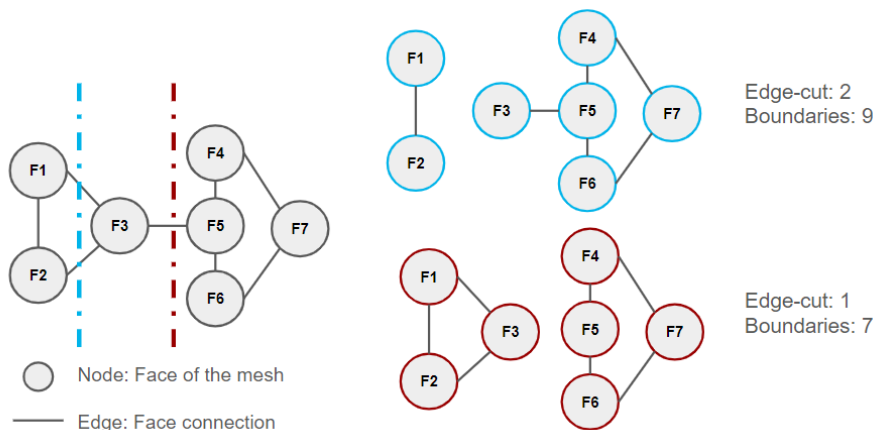 F1
F2
F3
F4
F5
F6
F7
Node: Face of the mesh
Edge: Face connection
F1
F2
F3
F4
F5
F6
F7
Edge-cut: 2
Boundaries: 9
F1
F2
F3
F4
F5
F6
F7
Edge-cut: 1
Boundaries: 7